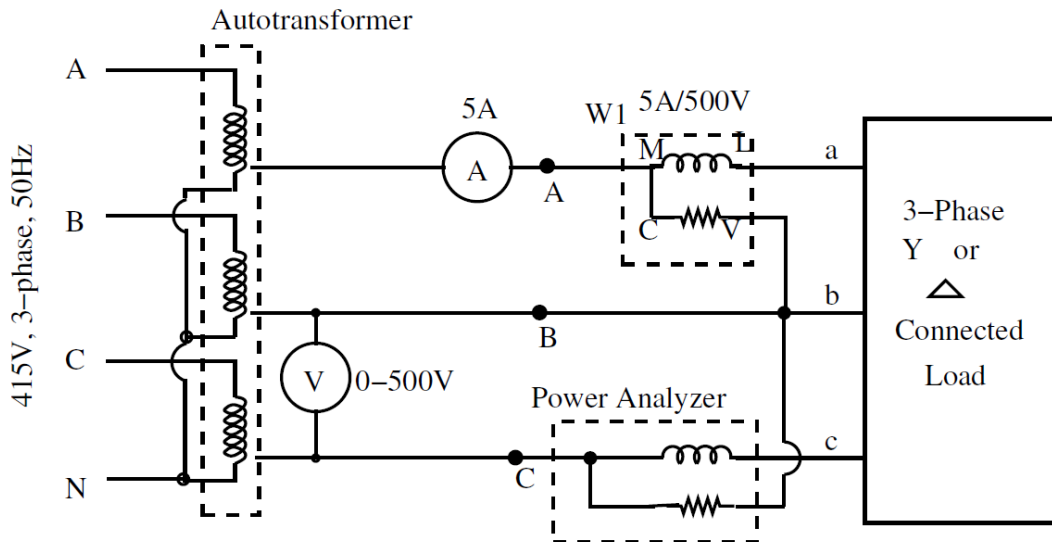 Autotransformer
A
B
C
N
415V, 3−phase, 50Hz
5A
A
A
W1
5A/500V
M
L
C
V
a
B
b
V
0−500V
Power Analyzer
C
c
3−Phase
Y or
Connected
Load